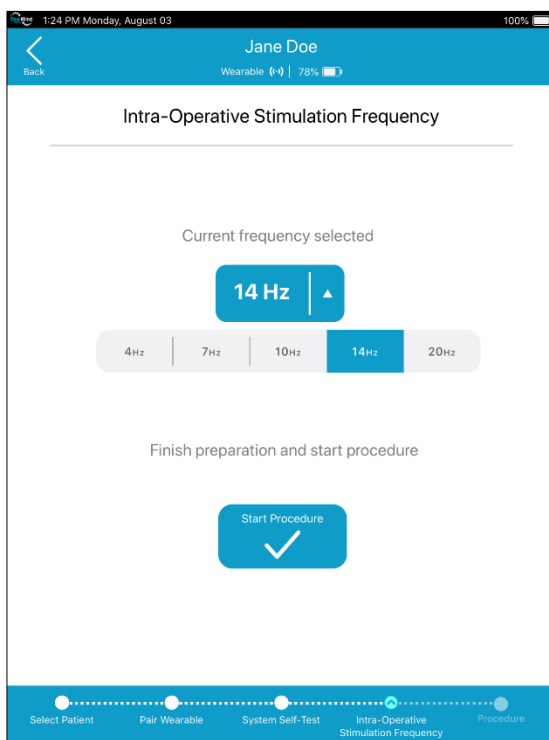 1:24 PM Monday, August 03
100%
Back
Jane Doe
Wearable | 78%
Intra-Operative Stimulation Frequency
Current frequency selected
14 Hz
4Hz 7Hz 10Hz 14Hz 20Hz
Finish preparation and start procedure
Start Procedure
Select Patient Pair Wearable System Self-Test Intra-Operative Procedure
Stimulation Frequency